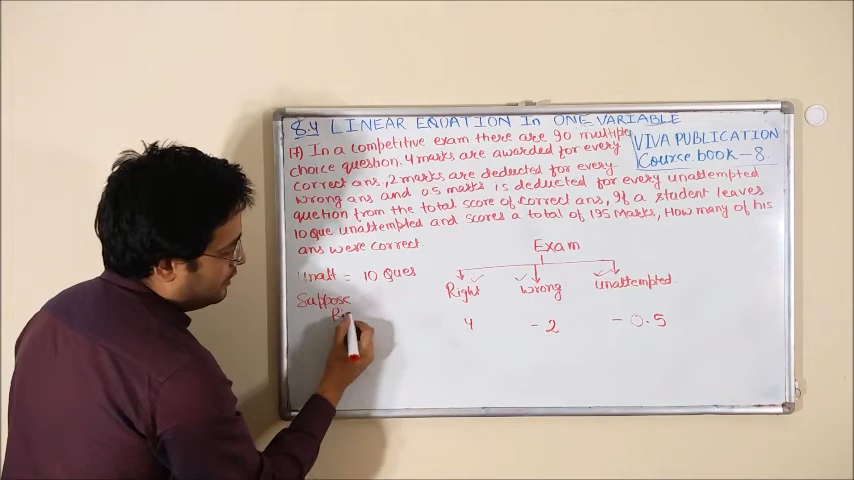 8.4 LINEAR EQUATION In ONE VARIABLE
17) In a competitive exam there are 90 multiple
choice question. 4 marks are awarded for every
correct ans, 2 marks are deducted for every
wrong ans and 0.5 marks is deducted for every unattempted
quetion from the total score of correct ans, If a student leaves
10 Que. unattempted and scores a total of 195 Marks, How many of his
ans were correct.
VIVA PUBLICATION
Course book-8
Exam
Unatt = 10 Ques
Right wrong unattempted.
Suppose
Ri
4 -2 -0.5